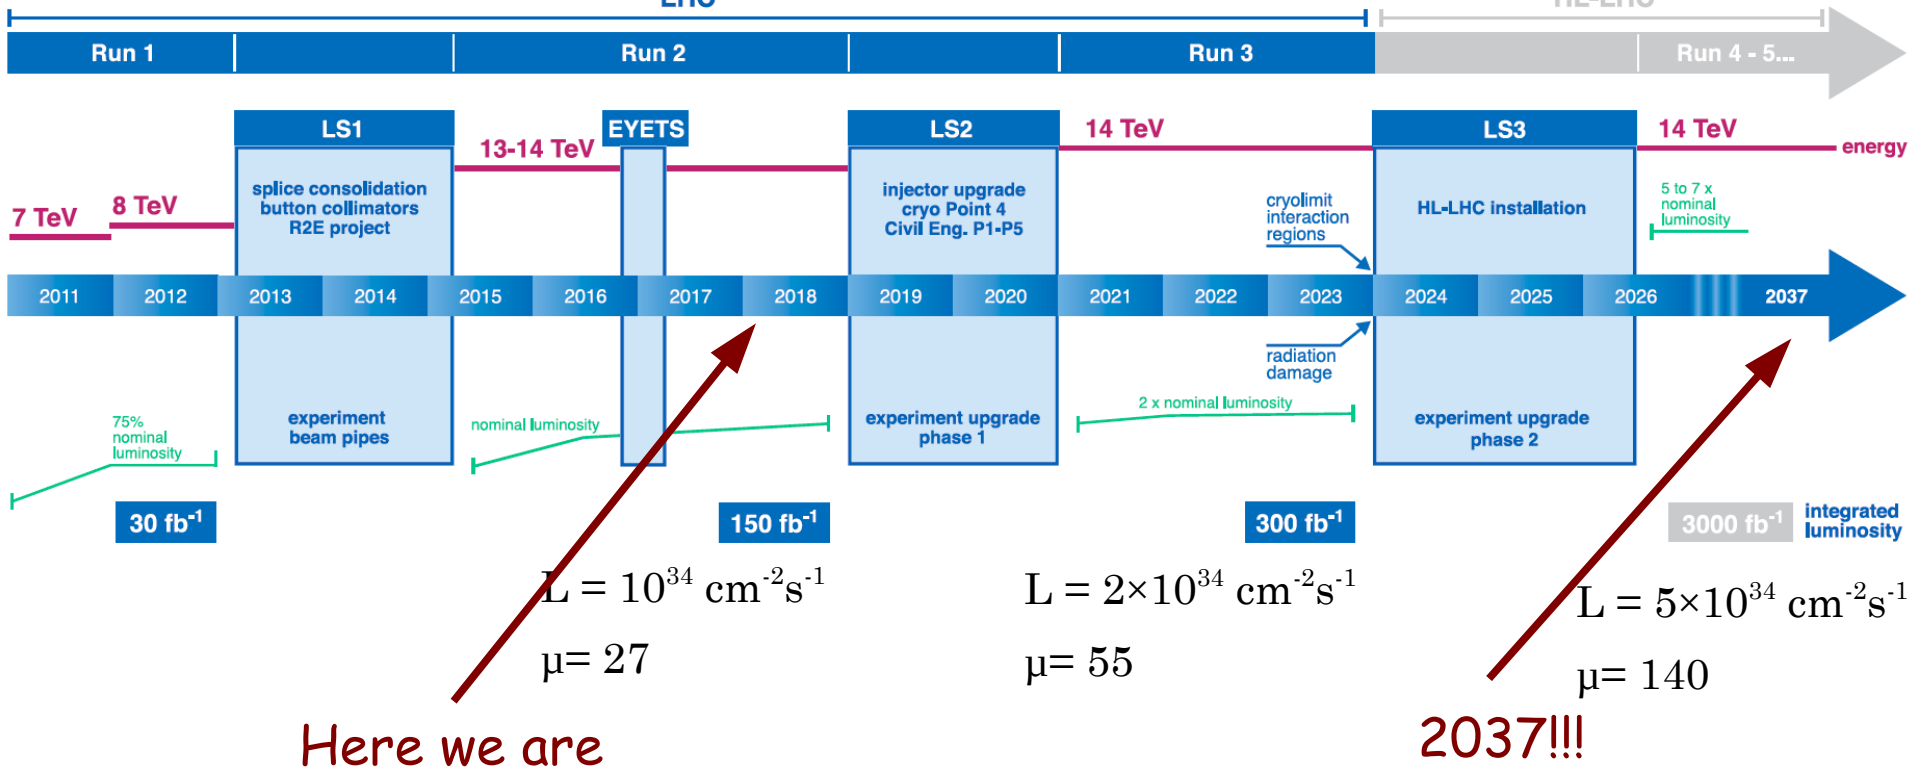 LHC
HL-LHC
Run 1
Run 2
Run 3
Run 4 - 5...
LS1
EYETS
LS2
14 TeV
LS3
14 TeV
13-14 TeV
energy
splice consolidation
button collimators
R2E project
injector upgrade
cryo Point 4
Civil Eng. P1-P5
cryolimit
interaction
regions
HL-LHC installation
5 to 7 x
nominal
luminosity
7 TeV
8 TeV
2011
2012
2013
2014
2015
2016
2017
2018
2019
2020
2021
2022
2023
2024
2025
2026
2037
radiation
damage
75%
nominal
luminosity
experiment
beam pipes
nominal luminosity
experiment upgrade
phase 1
2 x nominal luminosity
experiment upgrade
phase 2
30 fb⁻¹
150 fb⁻¹
300 fb⁻¹
3000 fb⁻¹
integrated
luminosity
L = 10³⁴ cm⁻²s⁻¹
μ= 27
L = 2×10³⁴ cm⁻²s⁻¹
μ= 55
L = 5×10³⁴ cm⁻²s⁻¹
μ= 140
Here we are
2037!!!